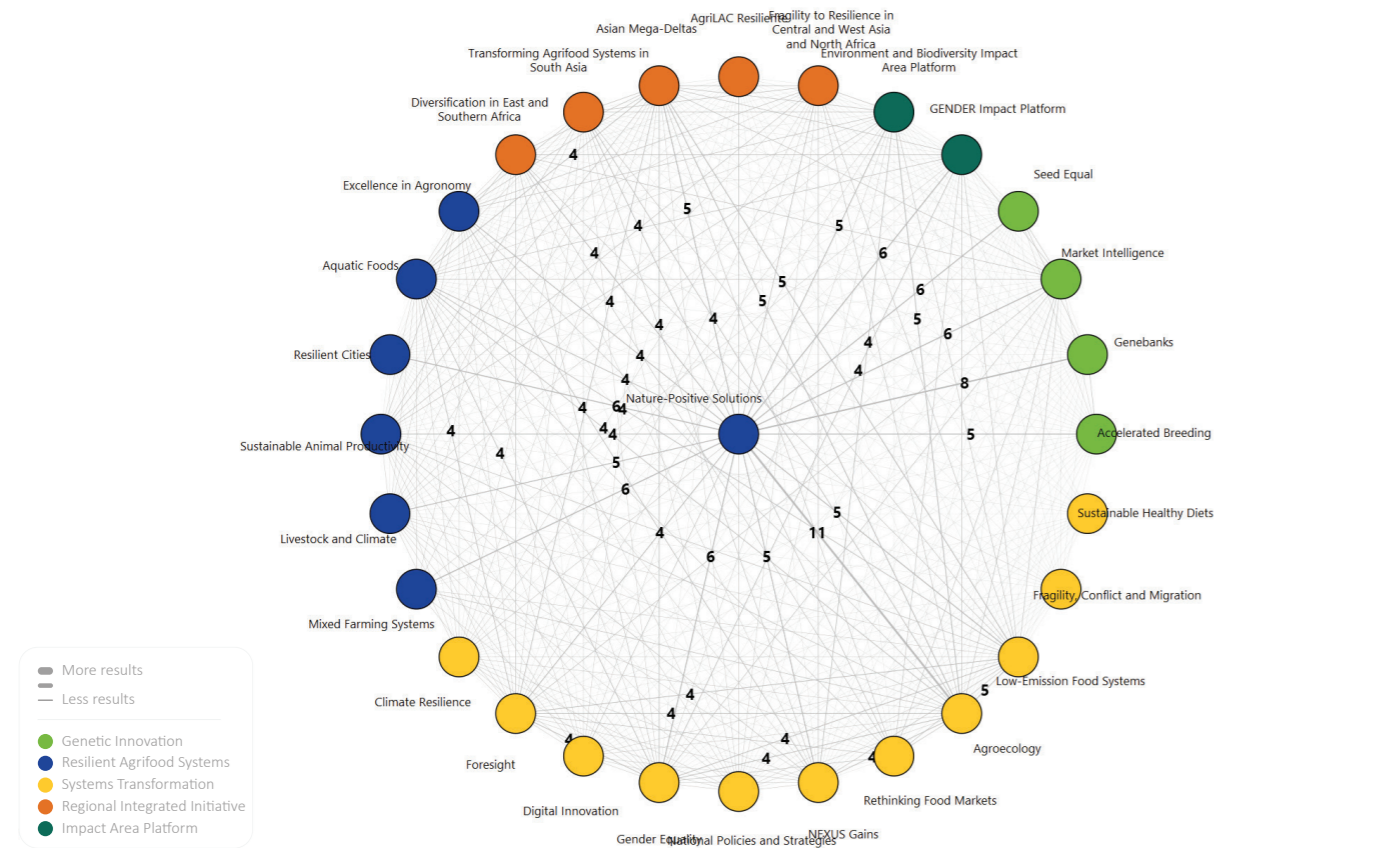 AgriLAC Resiliente
Fragility to Resilience in
Central and West Asia
and North Africa
Asian Mega-Deltas
Transforming Agrifood Systems in
South Asia
Environment and Biodiversity Impact
Area Platform
Diversification in East and
Southern Africa
GENDER Impact Platform
4
Seed Equal
Excellence in Agronomy
5
4
5
4
6
Market Intelligence
Aquatic Foods
5
6
4
5
4
4
5
6
4
Genebanks
Resilient Cities
4
4
4
8
Nature-Positive Solutions
4
6
4
4
4
4
5
Accelerated Breeding
Sustainable Animal Productivity
4
5
6
5
Sustainable Healthy Diets
4
11
Livestock and Climate
6
5
Fragility, Conflict and Migration
Mixed Farming Systems
More results
Less results
Low-Emission Food Systems
5
4
Climate Resilience
4
4
4
Agroecology
4
4
Foresight
Rethinking Food Markets
Digital Innovation
NEXUS Gains
Gender Equality
National Policies and Strategies
Genetic Innovation
Resilient Agrifood Systems
Systems Transformation
Regional Integrated Initiative
Impact Area Platform